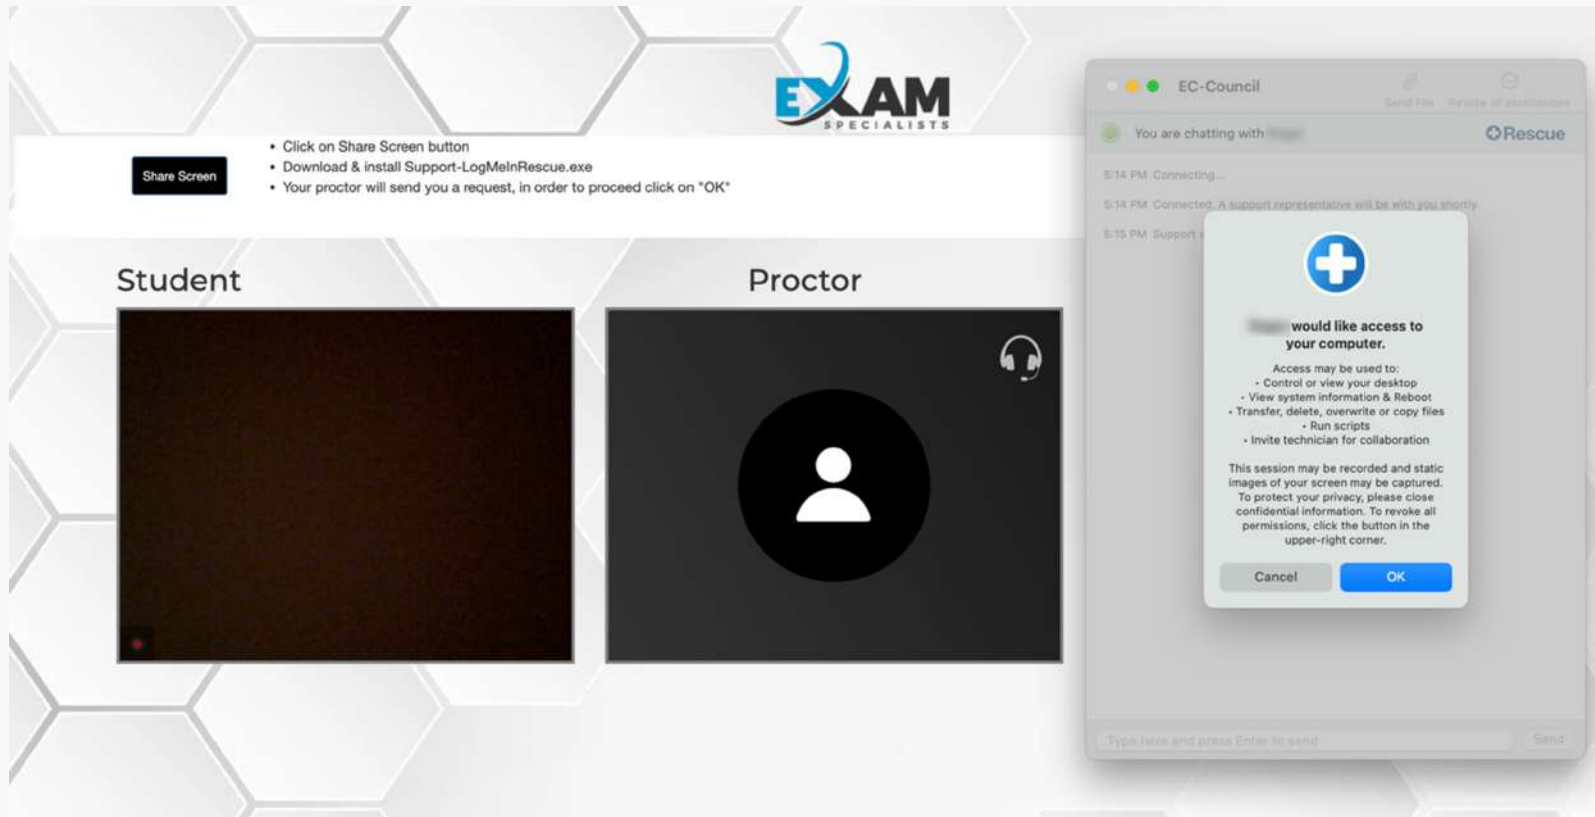 EXAM
SPECIALISTS
Share Screen
• Click on Share Screen button
• Download & install Support-LogMeInRescue.exe
• Your proctor will send you a request, in order to proceed click on "OK"
Student
Proctor
EC-Council
Send File
Revoke all permissions
You are chatting with
Rescue
5:14 PM Connecting...
5:14 PM Connected. A support representative will be with you shortly.
5:15 PM Support
would like access to
your computer.
Access may be used to:
• Control or view your desktop
• View system information & Reboot
• Transfer, delete, overwrite or copy files
• Run scripts
• Invite technician for collaboration
This session may be recorded and static
images of your screen may be captured.
To protect your privacy, please close
confidential information. To revoke all
permissions, click the button in the
upper-right corner.
Cancel
OK
Type here and press Enter to send
Send